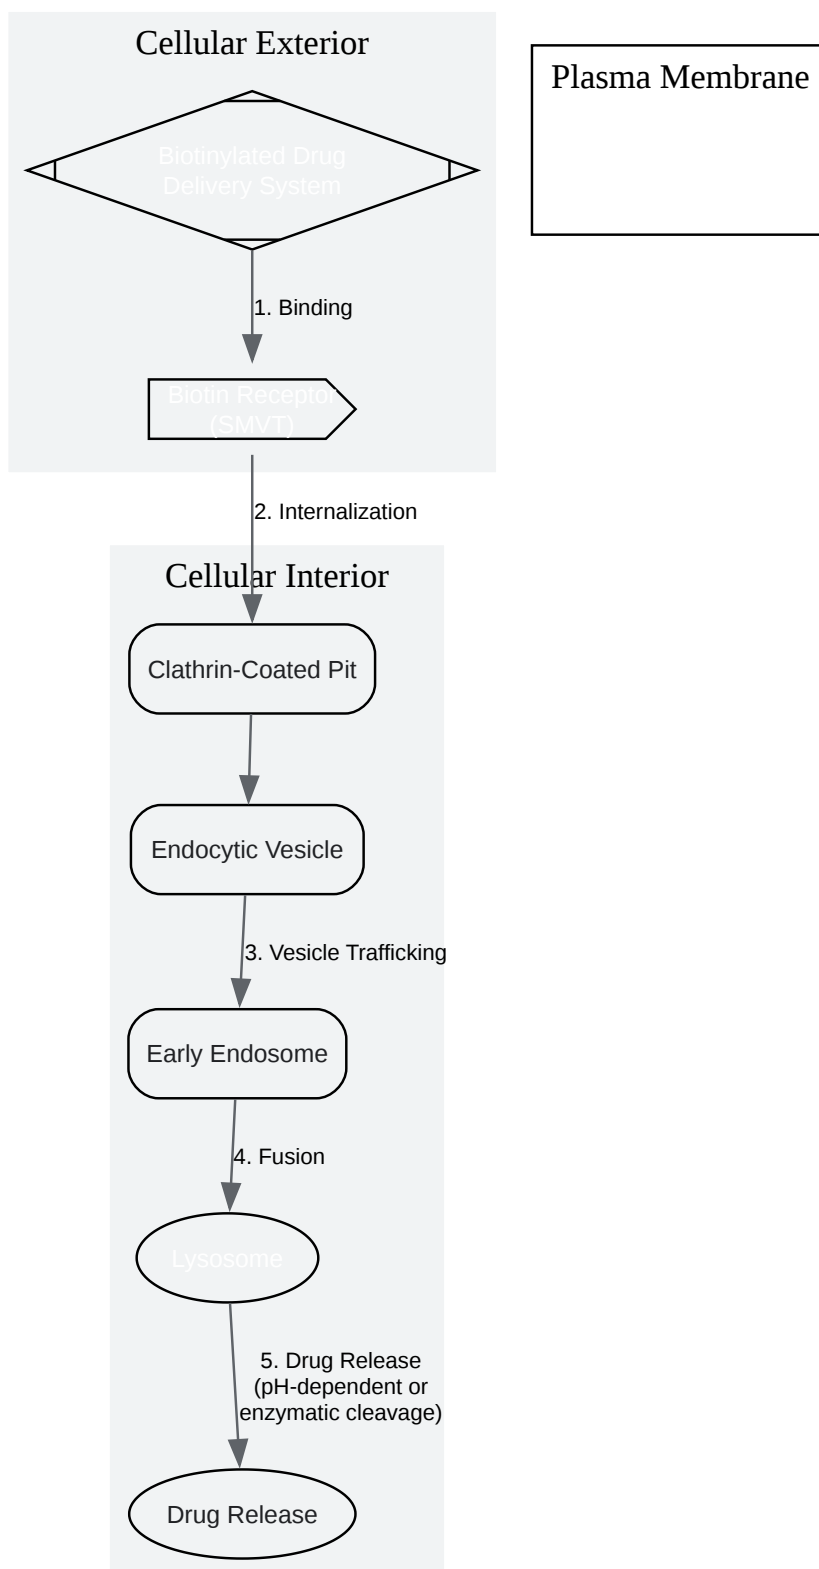 Cellular Exterior
Plasma Membrane
Biotinylated Drug
Delivery System
1. Binding
Biotin Receptor
(SMVT)
2. Internalization
Cellular Interior
Clathrin-Coated Pit
Endocytic Vesicle
3. Vesicle Trafficking
Early Endosome
4. Fusion
Lysosome
5. Drug Release
(pH-dependent or
enzymatic cleavage)
Drug Release